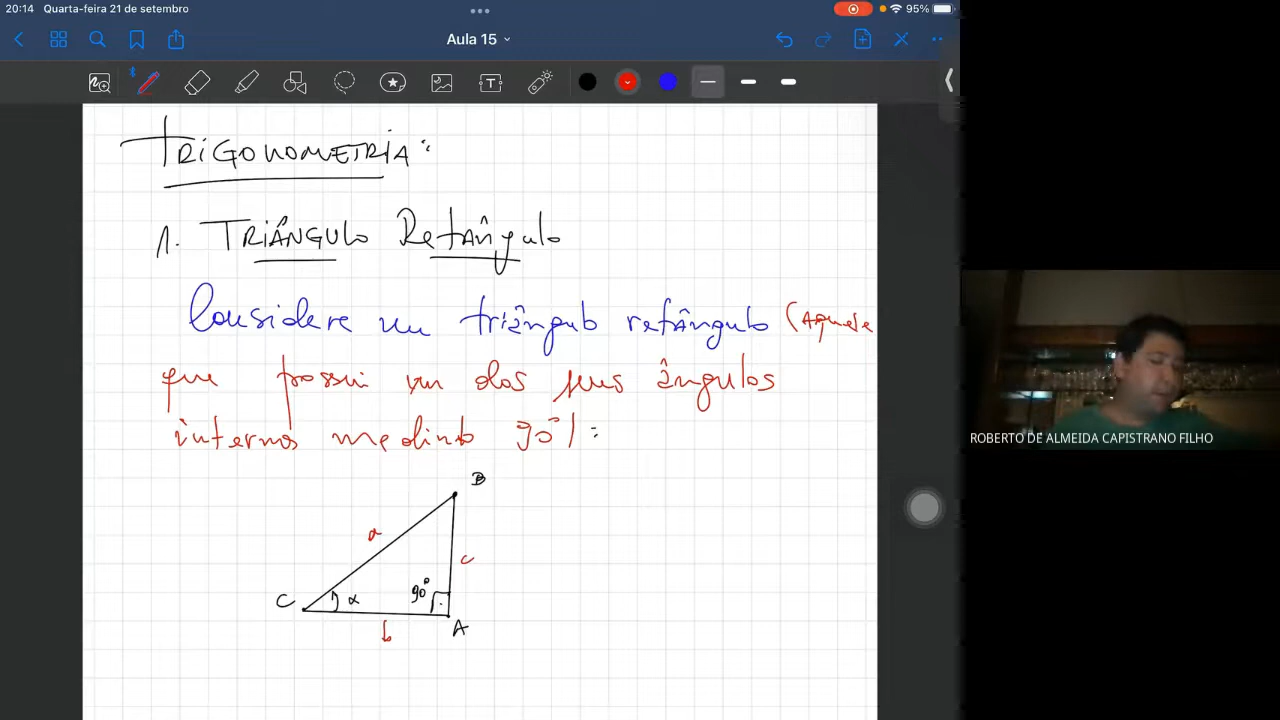 20:14 Quarta-feira 21 de setembro
95%
Aula 15
TRIGONOMETRIA:
1. TRIÂNGULO Retângulo
Considere um triângulo retângulo (Aquele
que possui um dos seus ângulos
internos medindo 90°):
B
a
c
90°
C
α
b
A
ROBERTO DE ALMEIDA CAPISTRANO FILHO